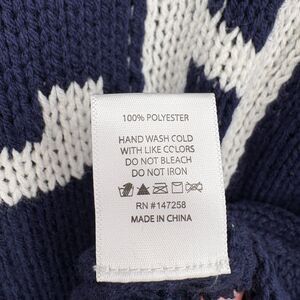 100% POLYESTER
HAND WASH COLD
WITH LIKE COLORS
DO NOT BLEACH
DO NOT IRON
RN #147258
MADE IN CHINA